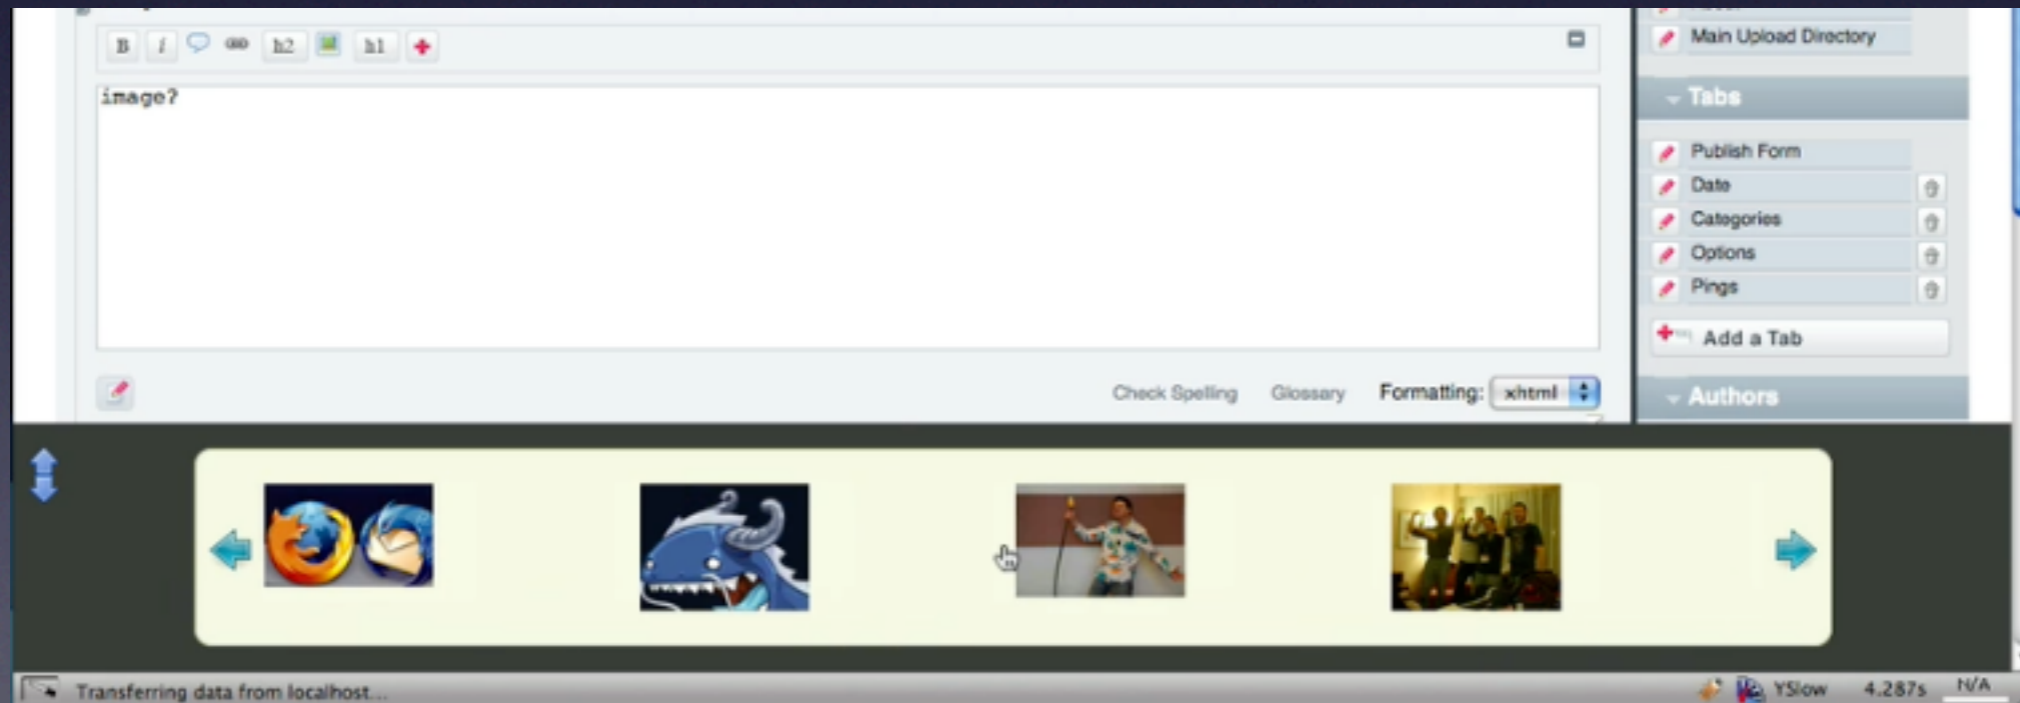 B i h2 h1
image?
Check Spelling Glossary Formatting: xhtml
Main Upload Directory
Tabs
Publish Form
Date
Categories
Options
Pings
Add a Tab
Authors
Transferring data from localhost... YSlow 4.287s N/A